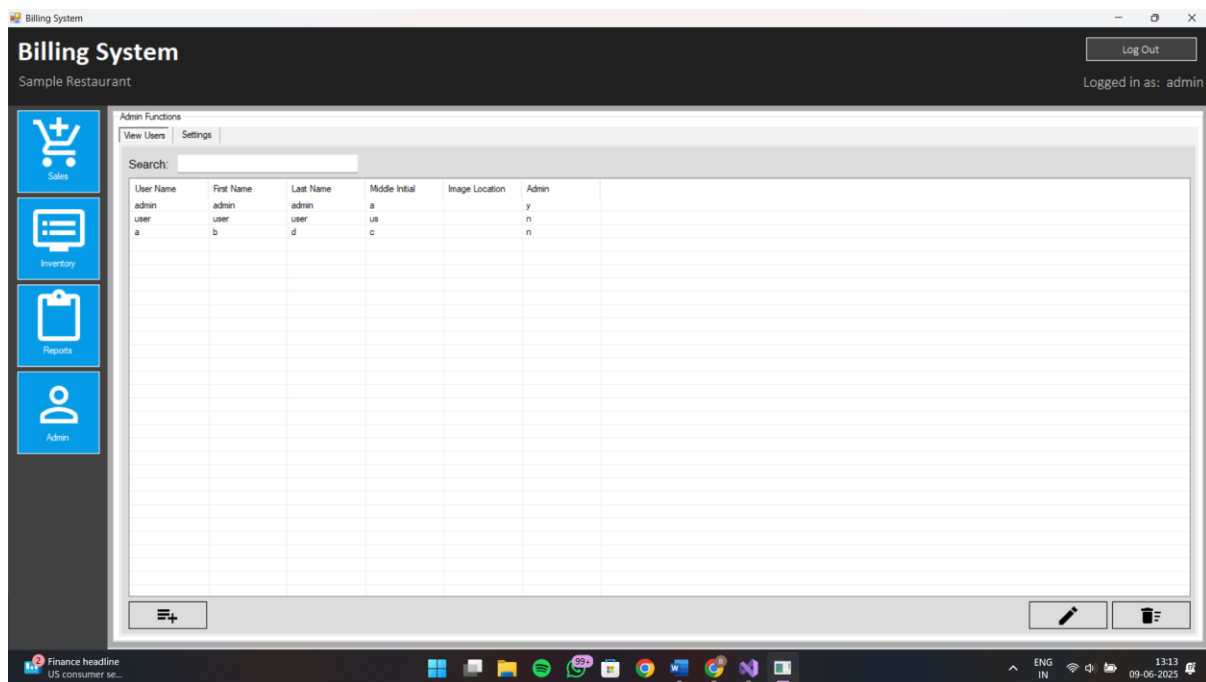 Billing System
Billing System
Log Out
Sample Restaurant
Logged in as: admin
Sales
Inventory
Reports
Admin
Admin Functions
View Users Settings
Search:
User Name First Name Last Name Middle Initial Image Location Admin
admin admin admin a y
user user user us n
a b d c n
2
Finance headline
US consumer se...
99+
ENG
IN
13:13
09-06-2025